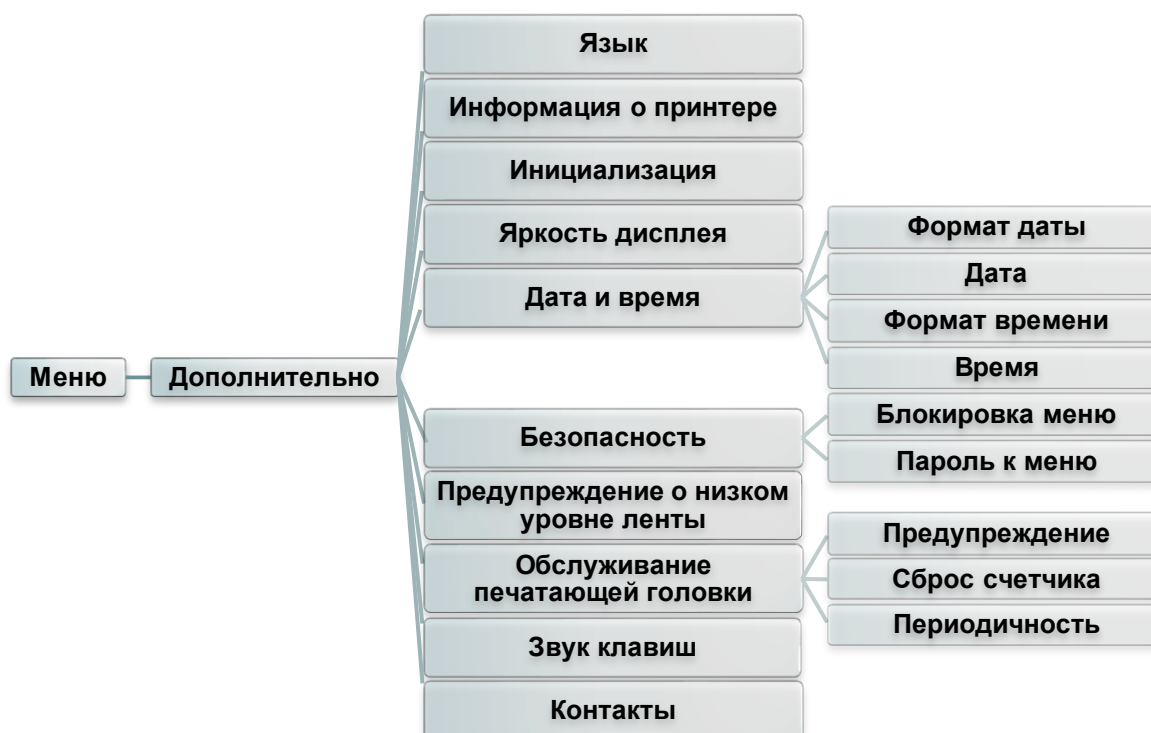 Язык
Информация о принтере
Инициализация
Яркость дисплея
Формат даты
Дата
Дата и время
Формат времени
Время
Меню
Дополнительно
Блокировка меню
Безопасность
Пароль к меню
Предупреждение о низком
уровне ленты
Предупреждение
Обслуживание
печатающей головки
Сброс счетчика
Периодичность
Звук клавиш
Контакты